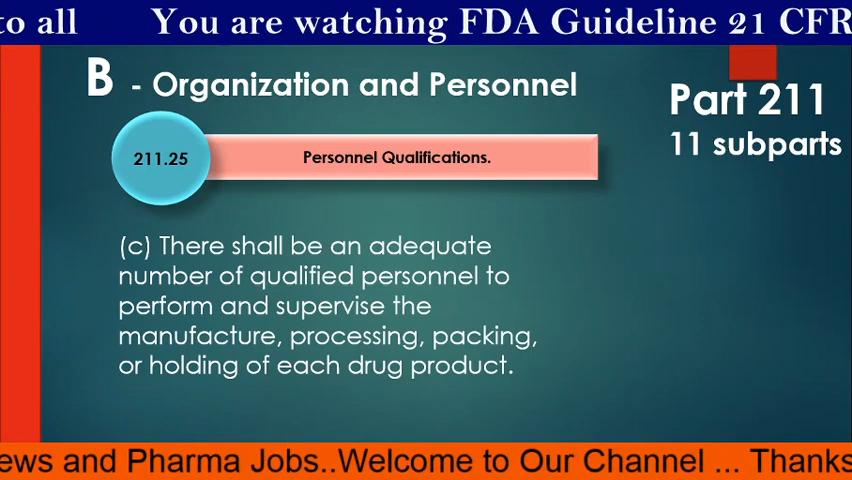 to all You are watching FDA Guideline 21 CFR
B - Organization and Personnel
Part 211
11 subparts
211.25 Personnel Qualifications.
(c) There shall be an adequate
number of qualified personnel to
perform and supervise the
manufacture, processing, packing,
or holding of each drug product.
ews and Pharma Jobs..Welcome to Our Channel ... Thanks